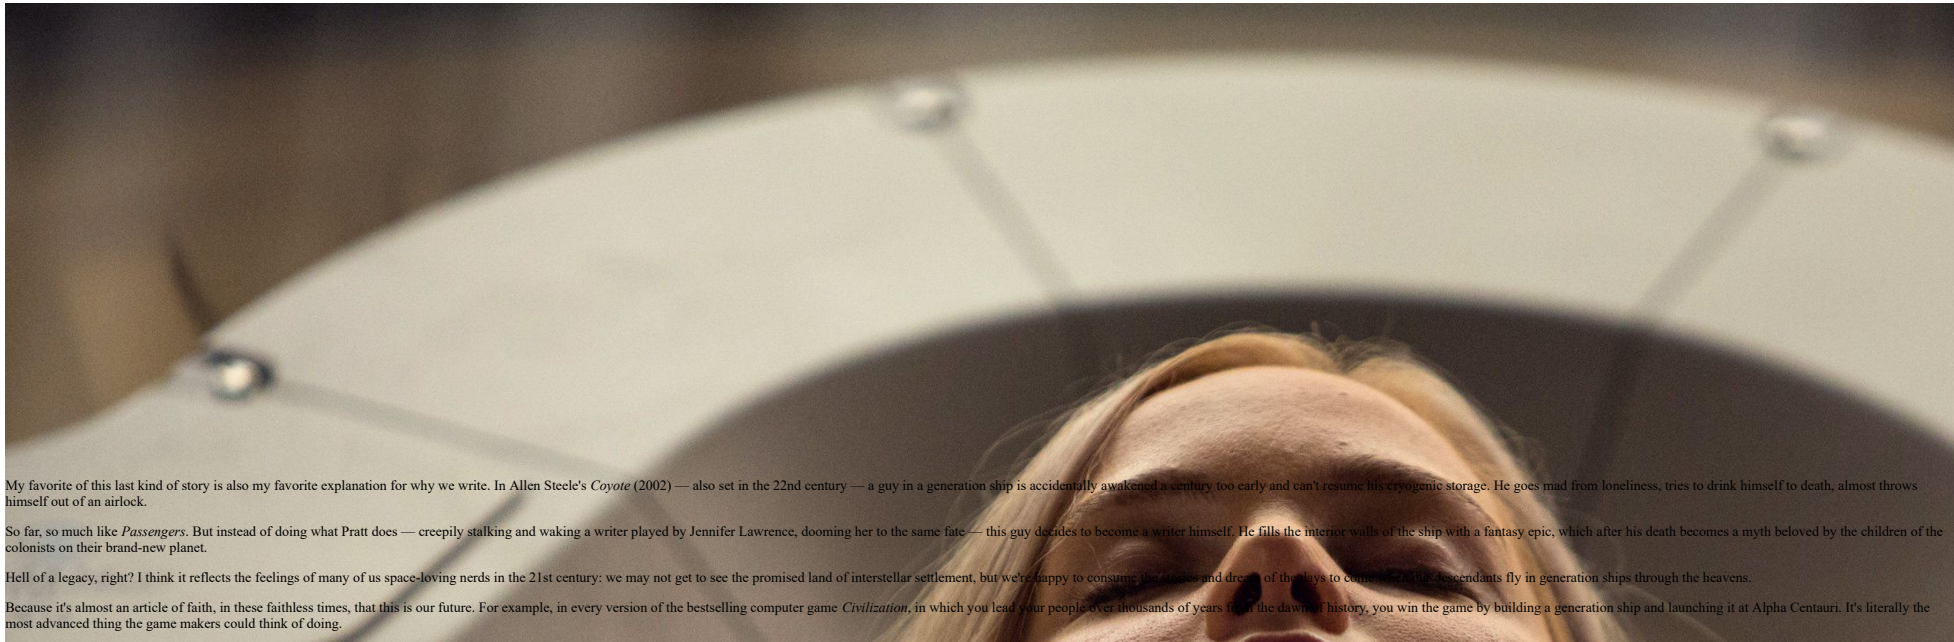 My favorite of this last kind of story is also my favorite explanation for why we write. In Allen Steele's Coyote (2002) — also set in the 22nd century — a guy in a generation ship is accidentally awakened a century too early and can't resume his cryogenic storage. He goes mad from loneliness, tries to drink himself to death, almost throws
himself out of an airlock.
So far, so much like Passengers. But instead of doing what Pratt does — creepily stalking and waking a writer played by Jennifer Lawrence, dooming her to the same fate — this guy decides to become a writer himself. He fills the interior walls of the ship with a fantasy epic, which after his death becomes a myth beloved by the children of the
colonists on their brand-new planet.
Hell of a legacy, right? I think it reflects the feelings of many of us space-loving nerds in the 21st century: we may not get to see the promised land of interstellar settlement, but we're happy to consume the stories and dream of the days to come when our descendants fly in generation ships through the heavens.
Because it's almost an article of faith, in these faithless times, that this is our future. For example, in every version of the bestselling computer game Civilization, in which you lead your people over thousands of years from the dawn of history, you win the game by building a generation ship and launching it at Alpha Centauri. It's literally the
most advanced thing the game makers could think of doing.